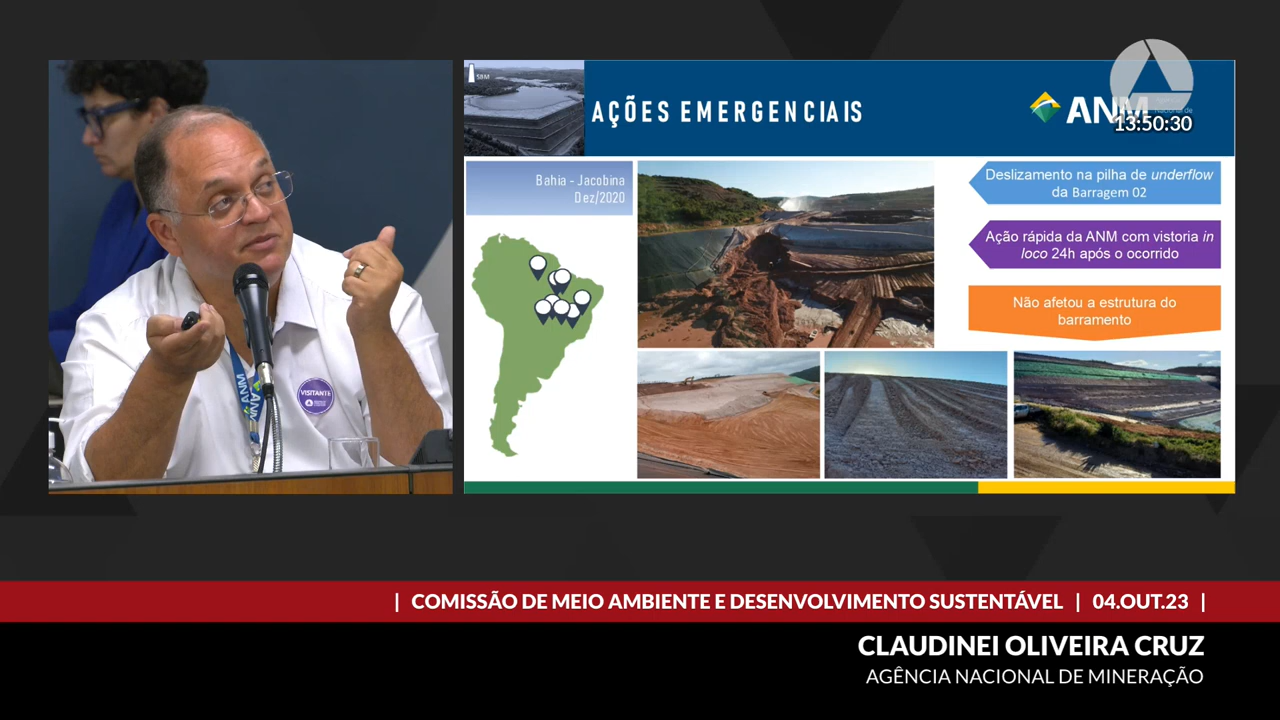 SBM
AÇÕES EMERGENCIAIS
ANM
13:50:30
Bahia - Jacobina
Dez/2020
Deslizamento na pilha de underflow
da Barragem 02
Ação rápida da ANM com vistoria in
loco 24h após o ocorrido
Não afetou a estrutura do
barramento
VISITANTE
ANM
| COMISSÃO DE MEIO AMBIENTE E DESENVOLVIMENTO SUSTENTÁVEL | 04.OUT.23 |
CLAUDINEI OLIVEIRA CRUZ
AGÊNCIA NACIONAL DE MINERAÇÃO